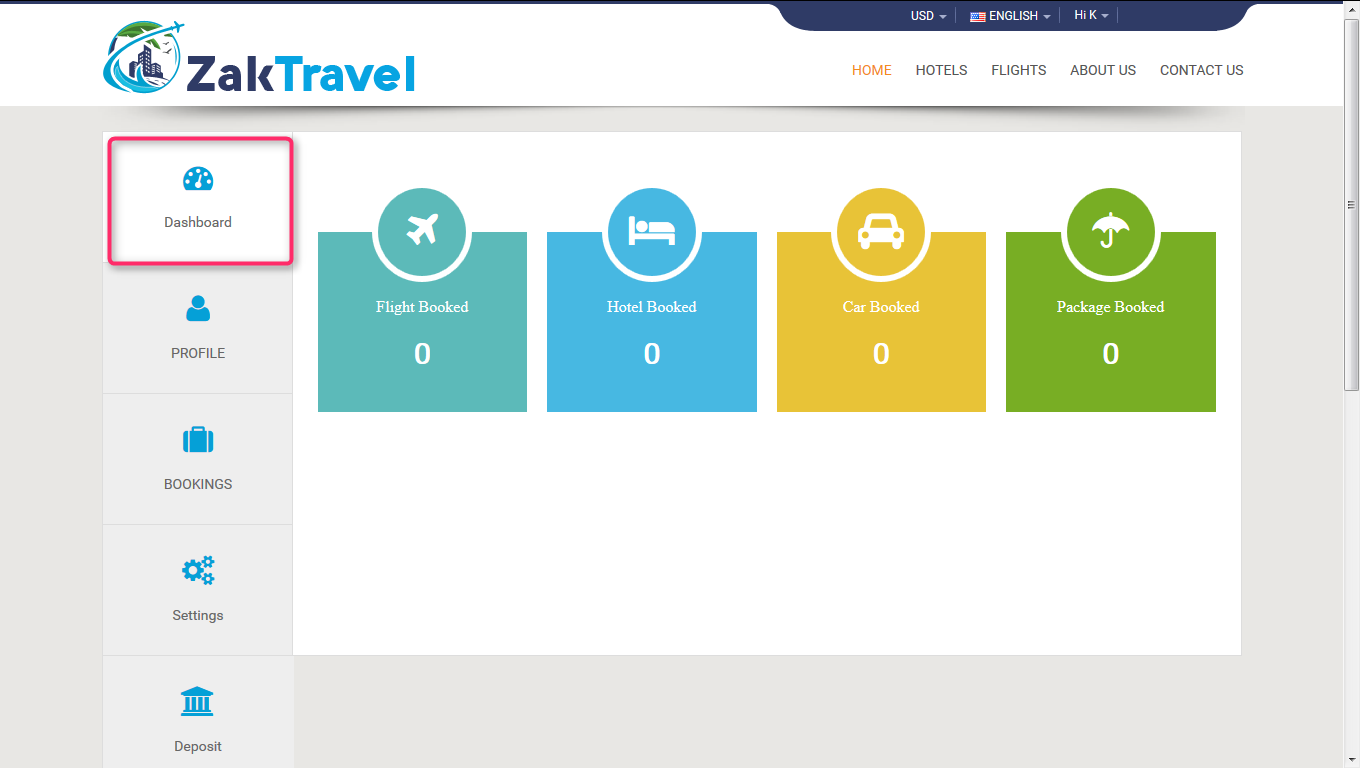 USD ENGLISH Hi K
ZakTravel
HOME HOTELS FLIGHTS ABOUT US CONTACT US
Dashboard
PROFILE
BOOKINGS
Settings
Deposit
Flight Booked
0
Hotel Booked
0
Car Booked
0
Package Booked
0